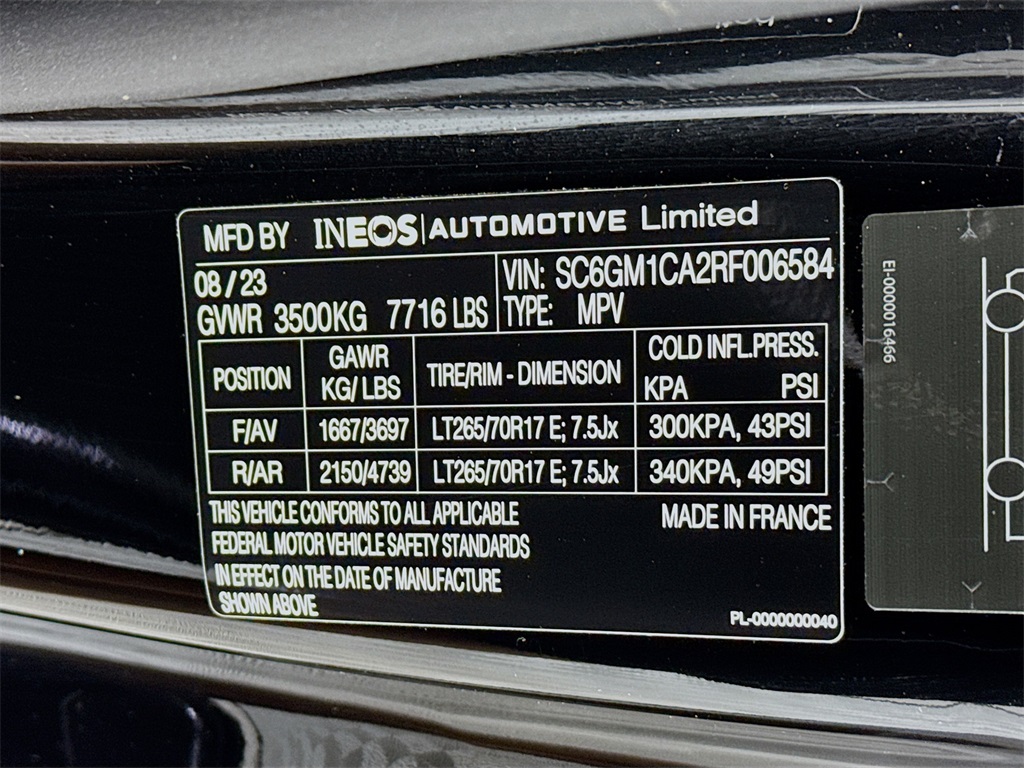 MFD BY INEOS|AUTOMOTIVE Limited
08 / 23
GVWR 3500KG 7716 LBS
VIN: SC6GM1CA2RF006584
TYPE: MPV
POSITION GAWR KG/ LBS TIRE/RIM - DIMENSION COLD INFL.PRESS. KPA PSI
F/AV 1667/3697 LT265/70R17 E; 7.5Jx 300KPA, 43PSI
R/AR 2150/4739 LT265/70R17 E; 7.5Jx 340KPA, 49PSI
THIS VEHICLE CONFORMS TO ALL APPLICABLE
FEDERAL MOTOR VEHICLE SAFETY STANDARDS
IN EFFECT ON THE DATE OF MANUFACTURE
SHOWN ABOVE
MADE IN FRANCE
PL-0000000040
EI-0000016466